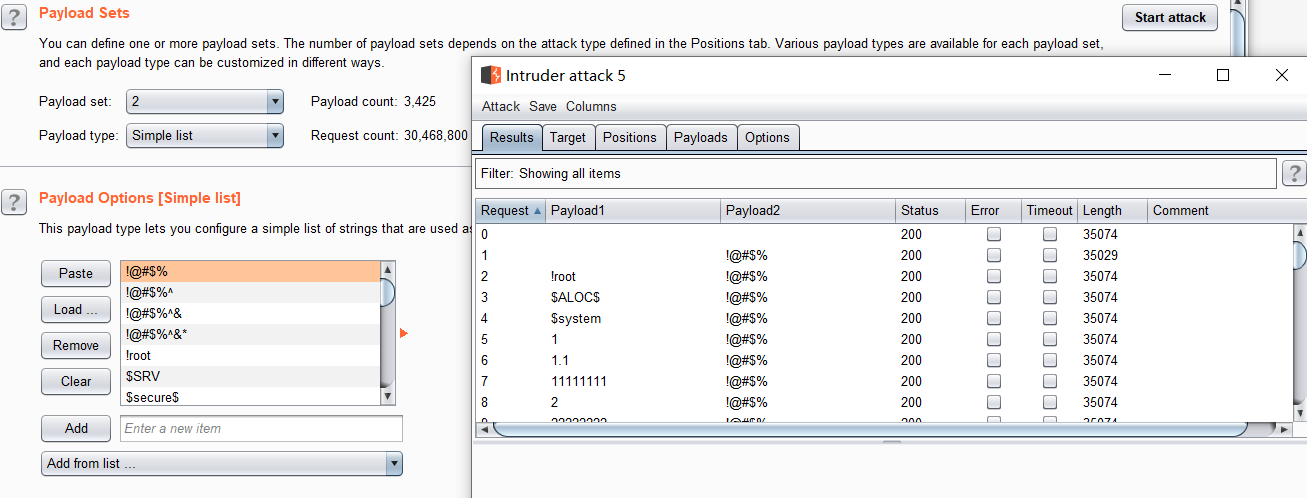 Payload Sets
Start attack
You can define one or more payload sets. The number of payload sets depends on the attack type defined in the Positions tab. Various payload types are available for each payload set,
and each payload type can be customized in different ways.
Payload set: 2 Payload count: 3,425
Payload type: Simple list Request count: 30,468,800
Payload Options [Simple list]
This payload type lets you configure a simple list of strings that are used as
Paste
Load ...
Remove
Clear
!@#$%
!@#$%^
!@#$%^&
!@#$%^&*
!root
$SRV
$secure$
Add Enter a new item
Add from list ...
Intruder attack 5
Attack Save Columns
Results Target Positions Payloads Options
Filter: Showing all items
?
Request Payload1 Payload2 Status Error Timeout Length Comment
0 200 35074
1 !@#$% 200 35029
2 !root !@#$% 200 35074
3 $ALOC$ !@#$% 200 35074
4 $system !@#$% 200 35074
5 1 !@#$% 200 35074
6 1.1 !@#$% 200 35074
7 11111111 !@#$% 200 35074
8 2 !@#$% 200 35074